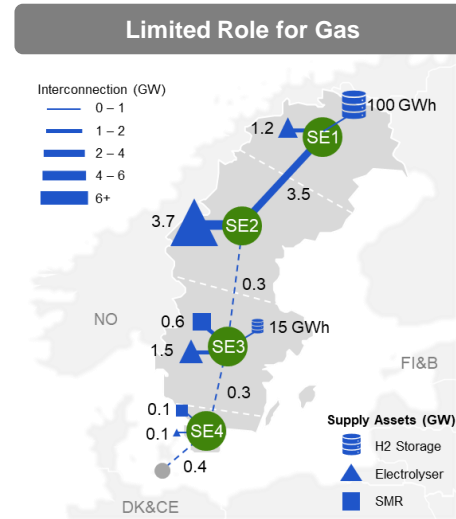 Limited Role for Gas
Interconnection (GW)
0 – 1
1 – 2
2 – 4
4 – 6
6+
100 GWh
1.2
SE1
3.5
3.7
SE2
0.3
NO
0.6
15 GWh
SE3
1.5
FI&B
0.3
0.1
SE4
0.1
0.4
DK&CE
Supply Assets (GW)
H2 Storage
Electrolyser
SMR